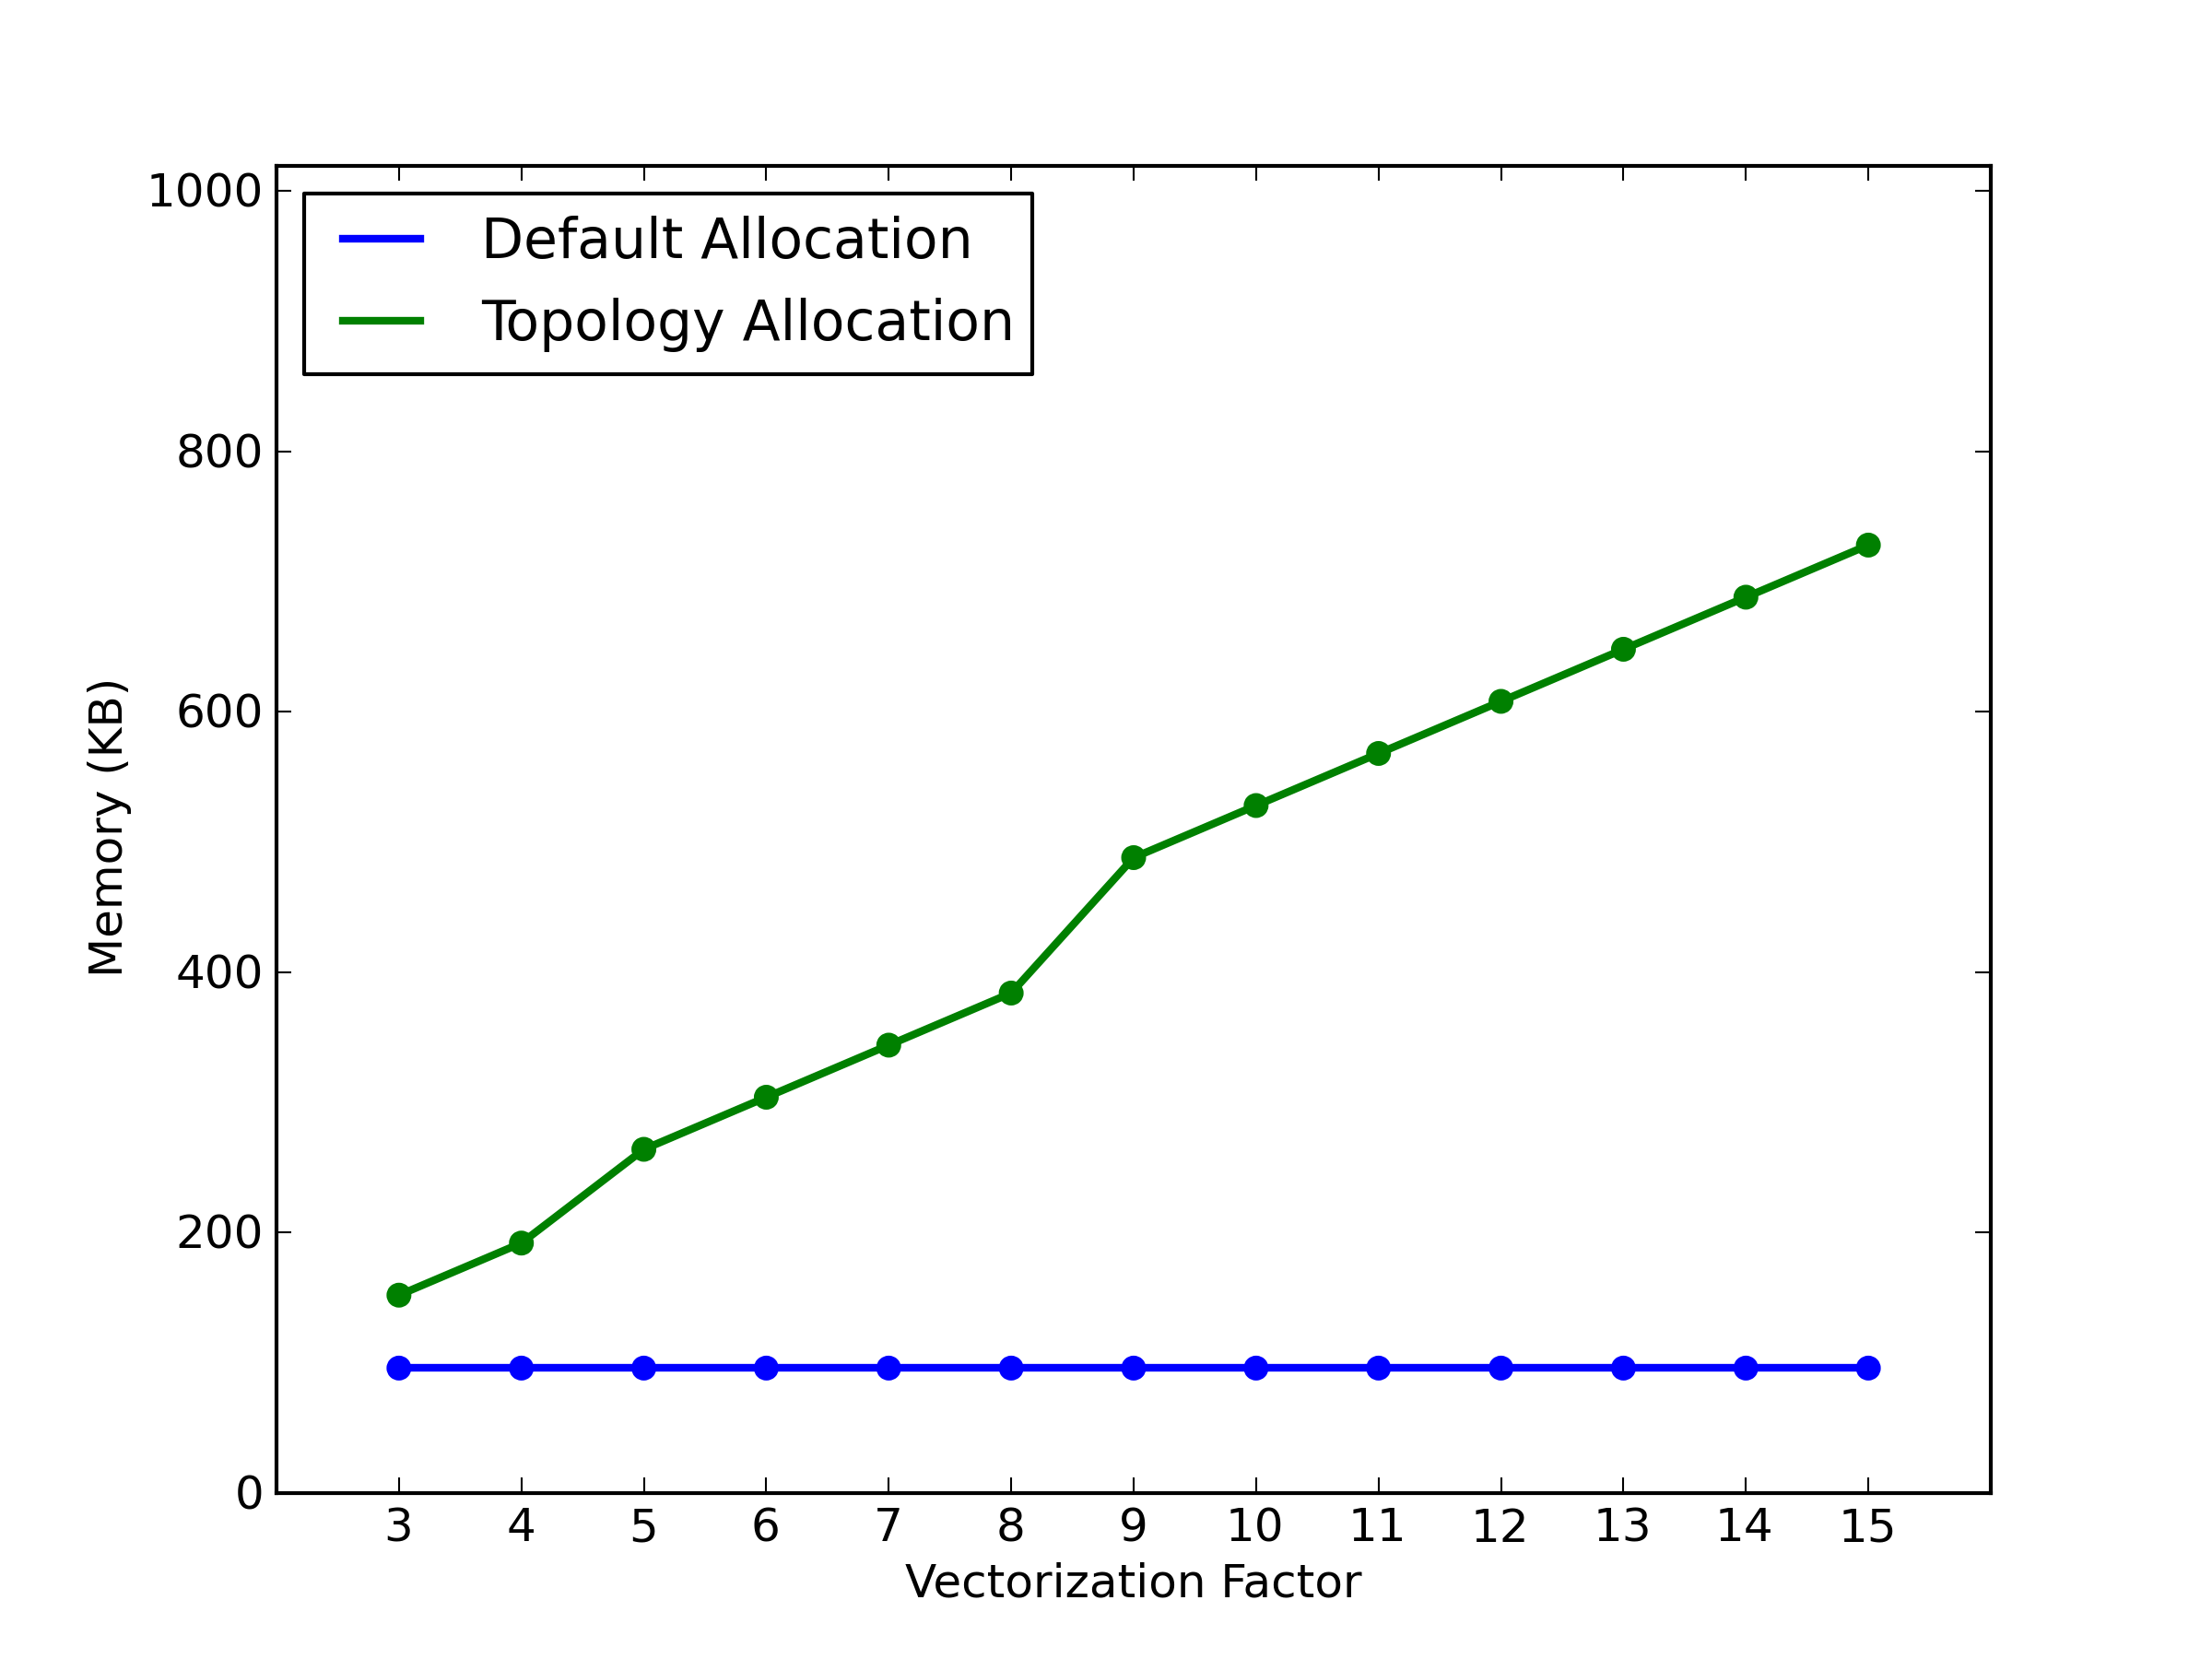 1000
800
600
400
200
0
Memory (KB)
Default Allocation
Topology Allocation
3 4 5 6 7 8 9 10 11 12 13 14 15
Vectorization Factor